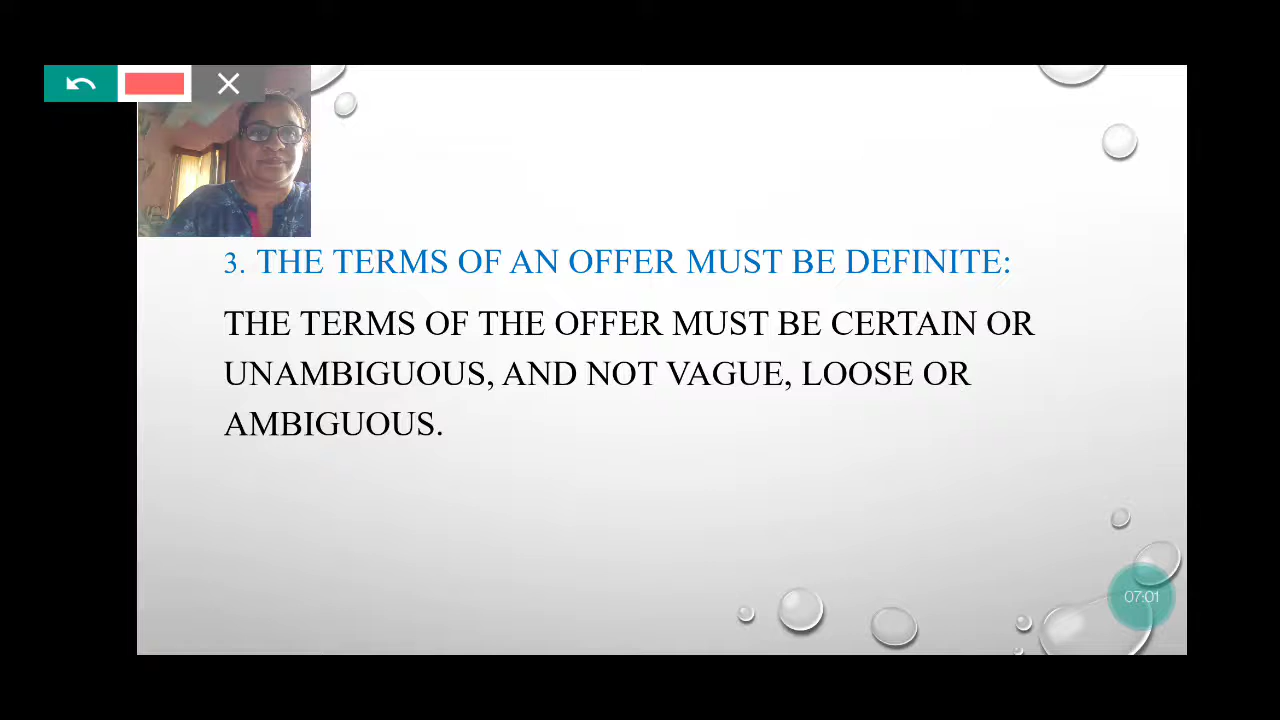 3. THE TERMS OF AN OFFER MUST BE DEFINITE:
THE TERMS OF THE OFFER MUST BE CERTAIN OR
UNAMBIGUOUS, AND NOT VAGUE, LOOSE OR
AMBIGUOUS.
07:01